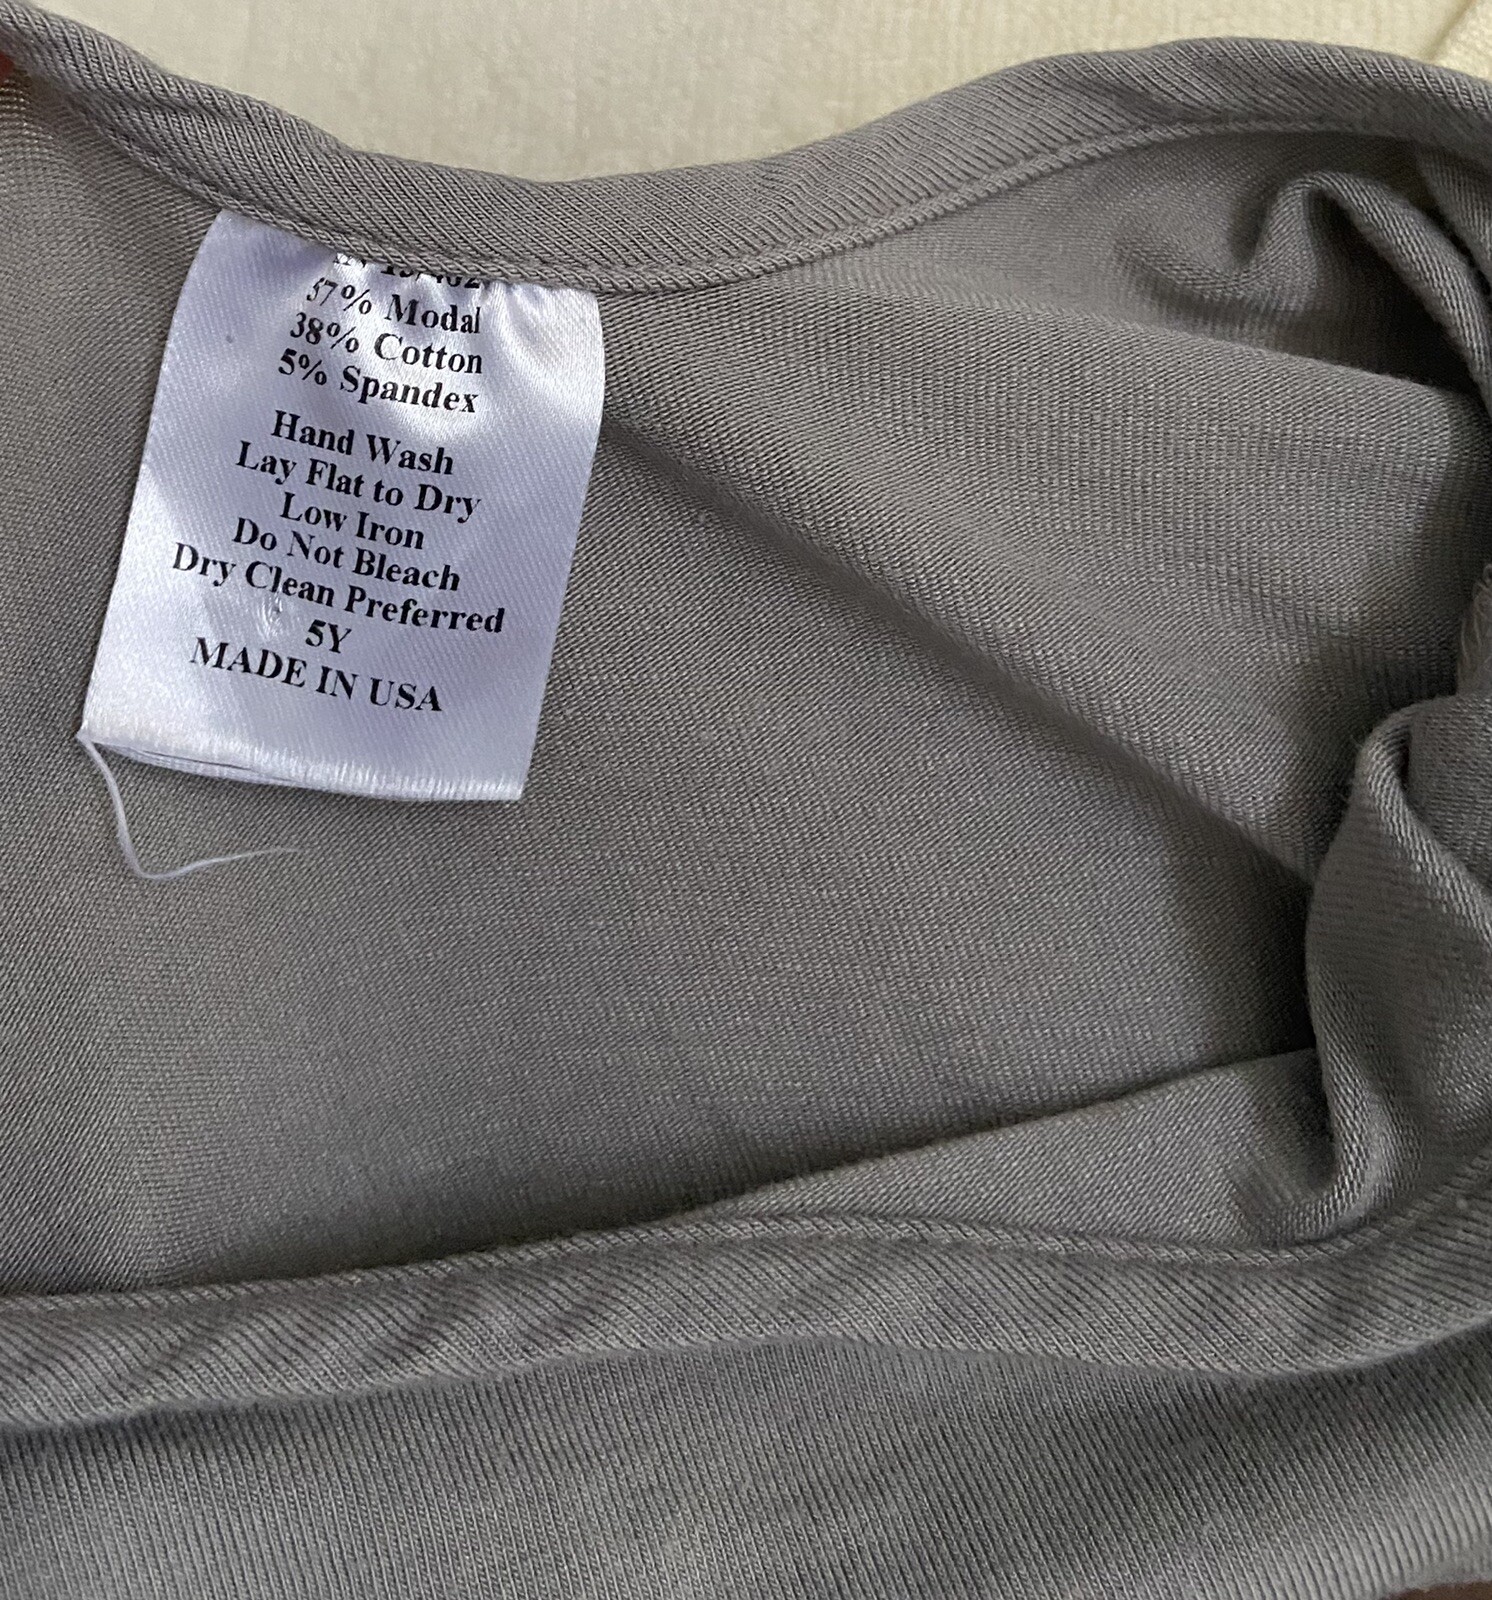 57% Modal
38% Cotton
5% Spandex
Hand Wash
Lay Flat to Dry
Low Iron
Do Not Bleach
Dry Clean Preferred
5Y
MADE IN USA